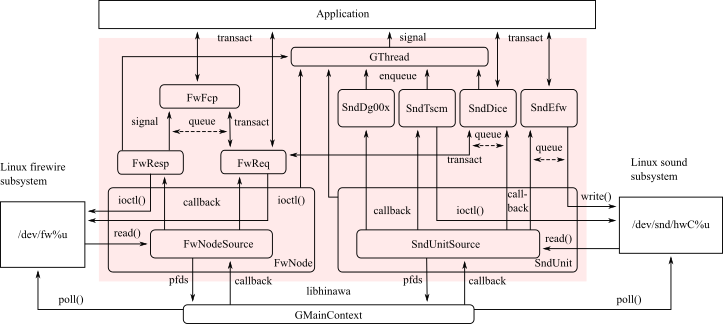 Application
transact
signal
transact
GThread
enqueue
FwFcp
SndDg00x
SndTscm
SndDice
SndEfw
signal
queue
transact
queue
queue
Linux firewire
subsystem
FwResp
FwReq
transact
Linux sound
subsystem
ioctl()
callback
ioctl()
callback
ioctl()
call-
back
write()
/dev/fw%u
read()
FwNodeSource
FwNode
SndUnitSource
read()
SndUnit
/dev/snd/hwC%u
pfds
callback
pfds
callback
libhinawa
poll()
GMainContext
poll()